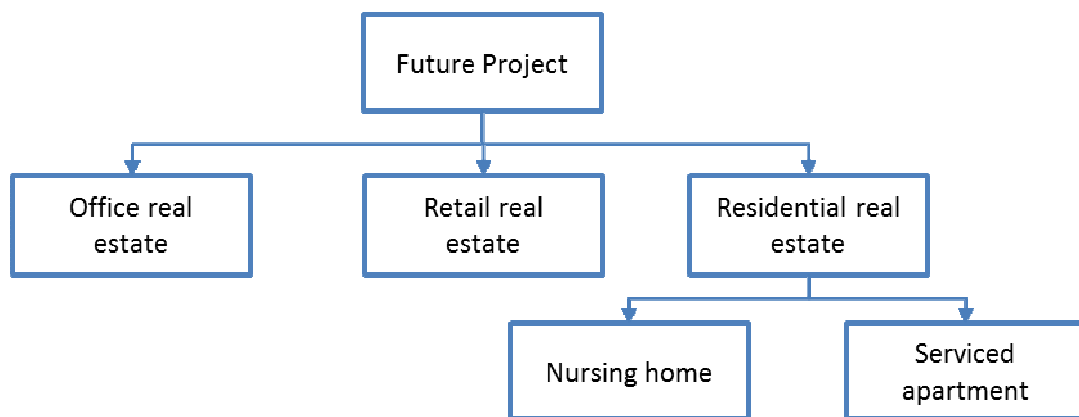 Future Project
Office real
estate
Retail real
estate
Residential real
estate
Nursing home
Serviced
apartment